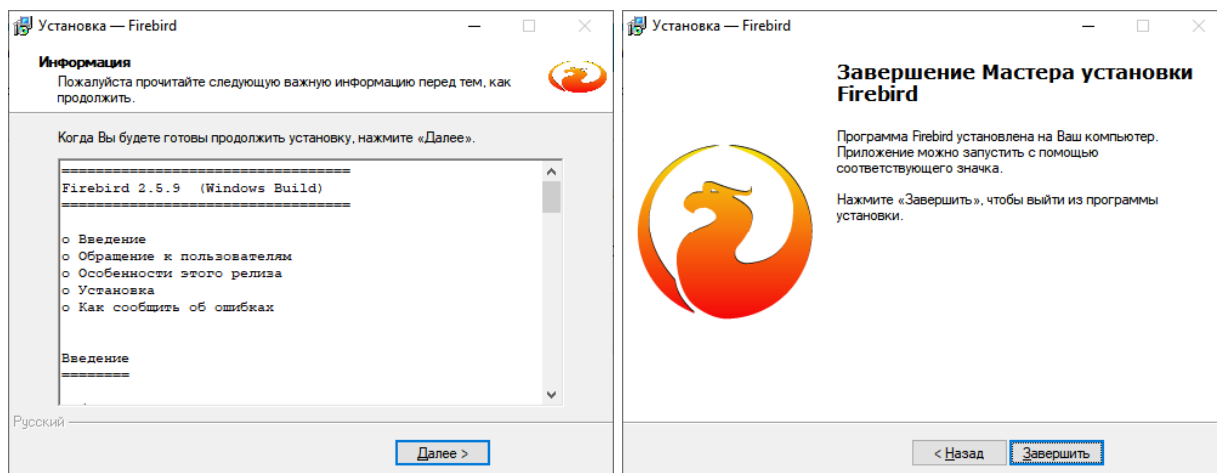 Установка — Firebird
Информация
Пожалуйста прочитайте следующую важную информацию перед тем, как
продолжить.
Когда Вы будете готовы продолжить установку, нажмите «Далее».
====================================
Firebird 2.5.9 (Windows Build)
====================================
o Введение
o Обращение к пользователям
o Особенности этого релиза
o Установка
o Как сообщить об ошибках
Введение
========
Русский
Далее >
Установка — Firebird
Завершение Мастера установки
Firebird
Программа Firebird установлена на Ваш компьютер.
Приложение можно запустить с помощью
соответствующего значка.
Нажмите «Завершить», чтобы выйти из программы
установки.
< Назад
Завершить